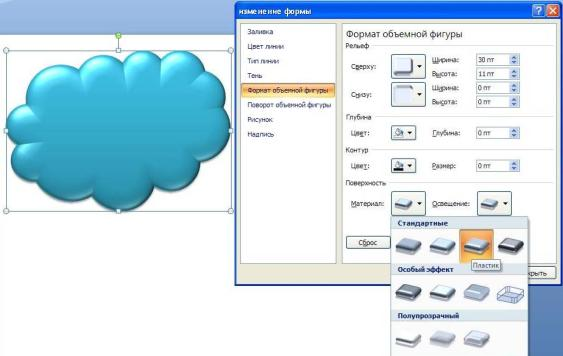 изменение формы
Заливка
Цвет линии
Тип линии
Тень
Формат объемной фигуры
Поворот объемной фигуры
Рисунок
Надпись
Формат объемной фигуры
Рельеф
Сверху:
Ширина: 30 пт
Высота: 11 пт
Снизу:
Ширина: 0 пт
Высота: 0 пт
Глубина
Цвет: Глубина: 0 пт
Контур
Цвет: Размер: 0 пт
Поверхность
Материал: Освещение:
Стандартные
Сброс
Пластик
рыть
Особый эффект
Полупрозрачный